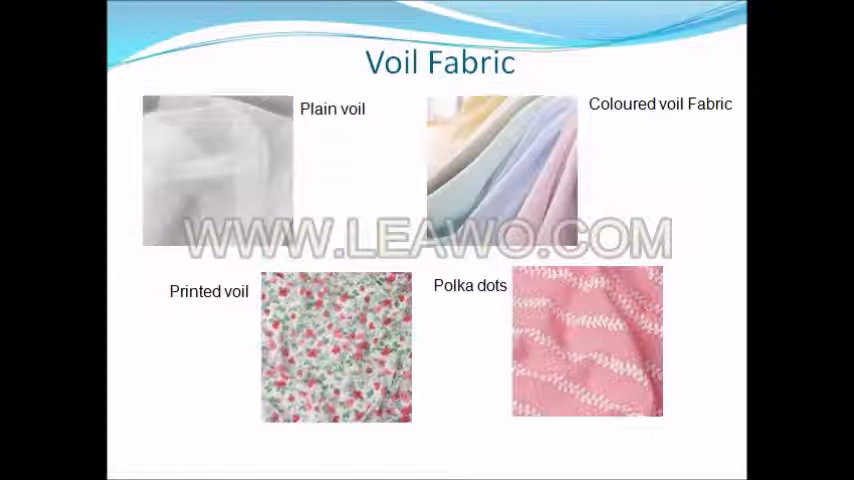 Voil Fabric
Plain voil
Coloured voil Fabric
WWW.LEAWO.COM
Printed voil
Polka dots